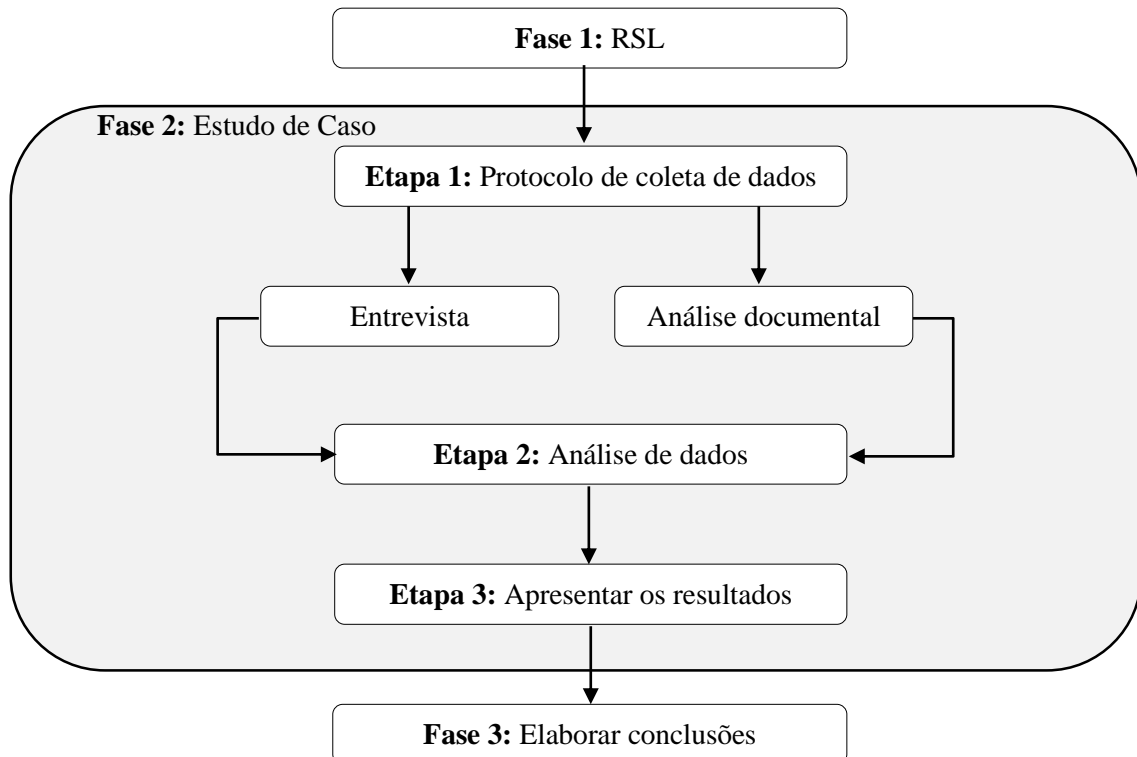 Fase 1: RSL
Fase 2: Estudo de Caso
Etapa 1: Protocolo de coleta de dados
Entrevista
Análise documental
Etapa 2: Análise de dados
Etapa 3: Apresentar os resultados
Fase 3: Elaborar conclusões